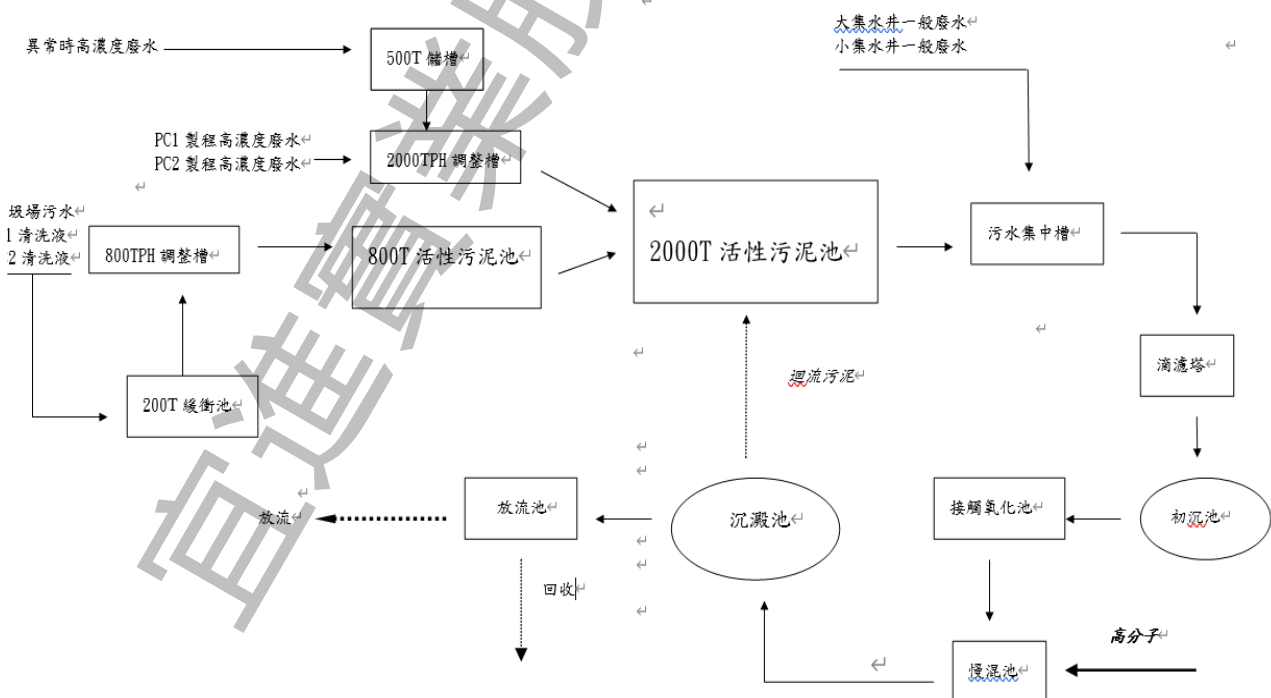 異常時高濃度廢水
500T 儲槽
大集水井一般廢水
小集水井一般廢水
PC1 製程高濃度廢水
PC2 製程高濃度廢水
2000TPH 調整槽
圾場污水
1 清洗液
2 清洗液
800TPH 調整槽
800T 活性污泥池
2000T 活性污泥池
污水集中槽
滴濾塔
迴流污泥
200T 緩衝池
放流
放流池
沉澱池
接觸氧化池
初沉池
回收
高分子
慢混池
宜進實業